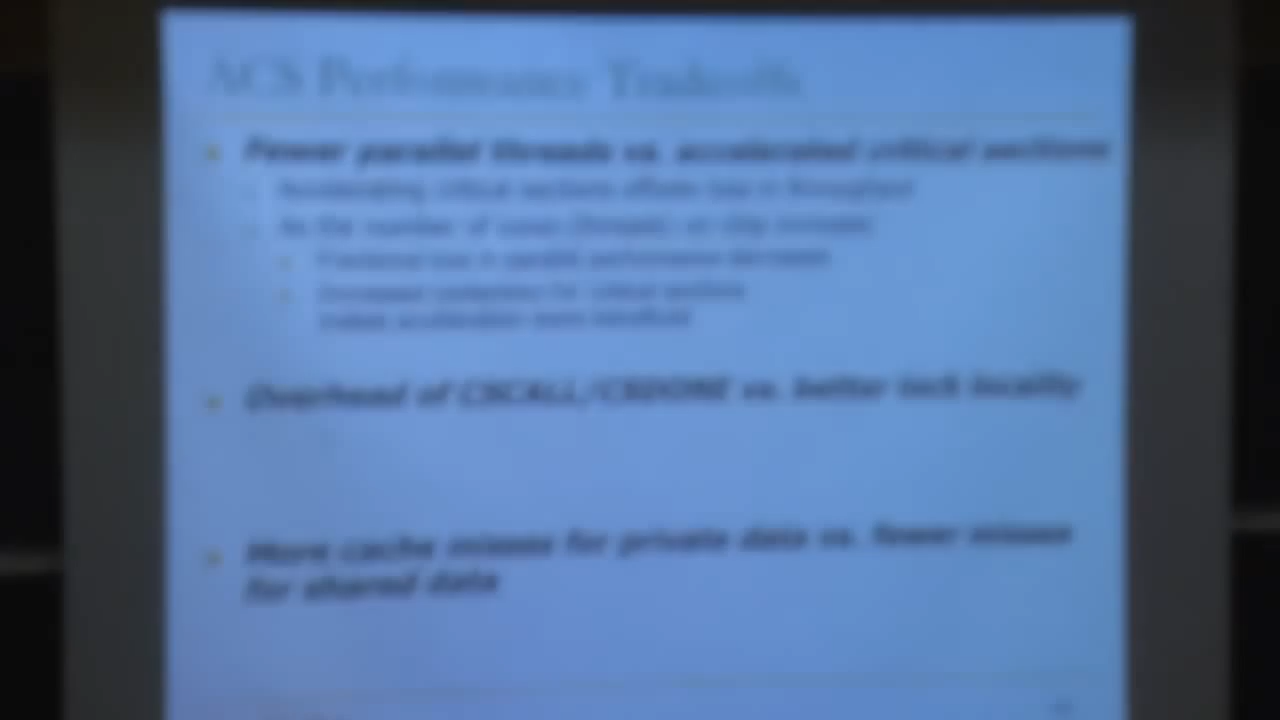 ACS Performance Tradeoffs
Fewer parallel threads vs. accelerated critical sections
Accelerating critical sections offsets loss in throughput
As the number of cores (threads) on chip increase:
Fractional loss in parallel performance decreases
Increased contention for critical sections
makes acceleration more beneficial
Overhead of CSCALL/CSDONE vs. better lock locality
More cache misses for private data vs. fewer misses
for shared data